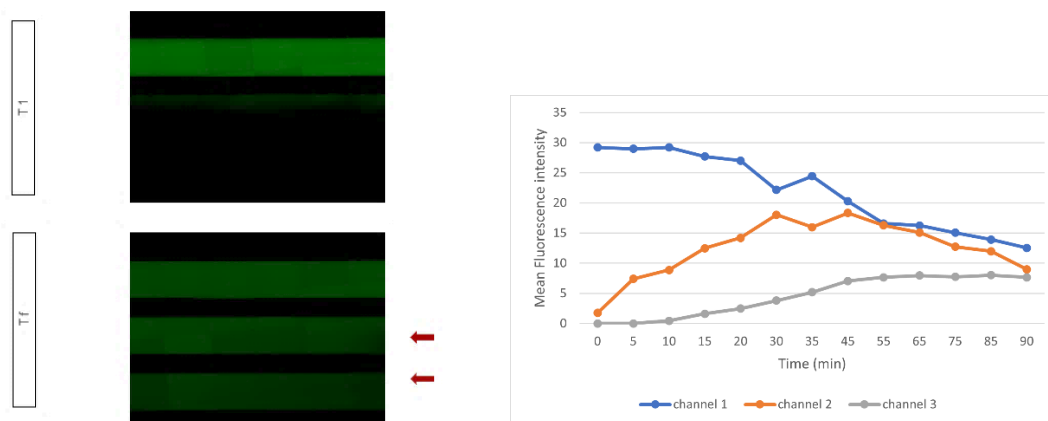 T1
Tf
Mean Fluorescence intensity
35
30
25
20
15
10
5
0
0 5 10 15 20 30 35 45 55 65 75 85 90
Time (min)
channel 1 channel 2 channel 3